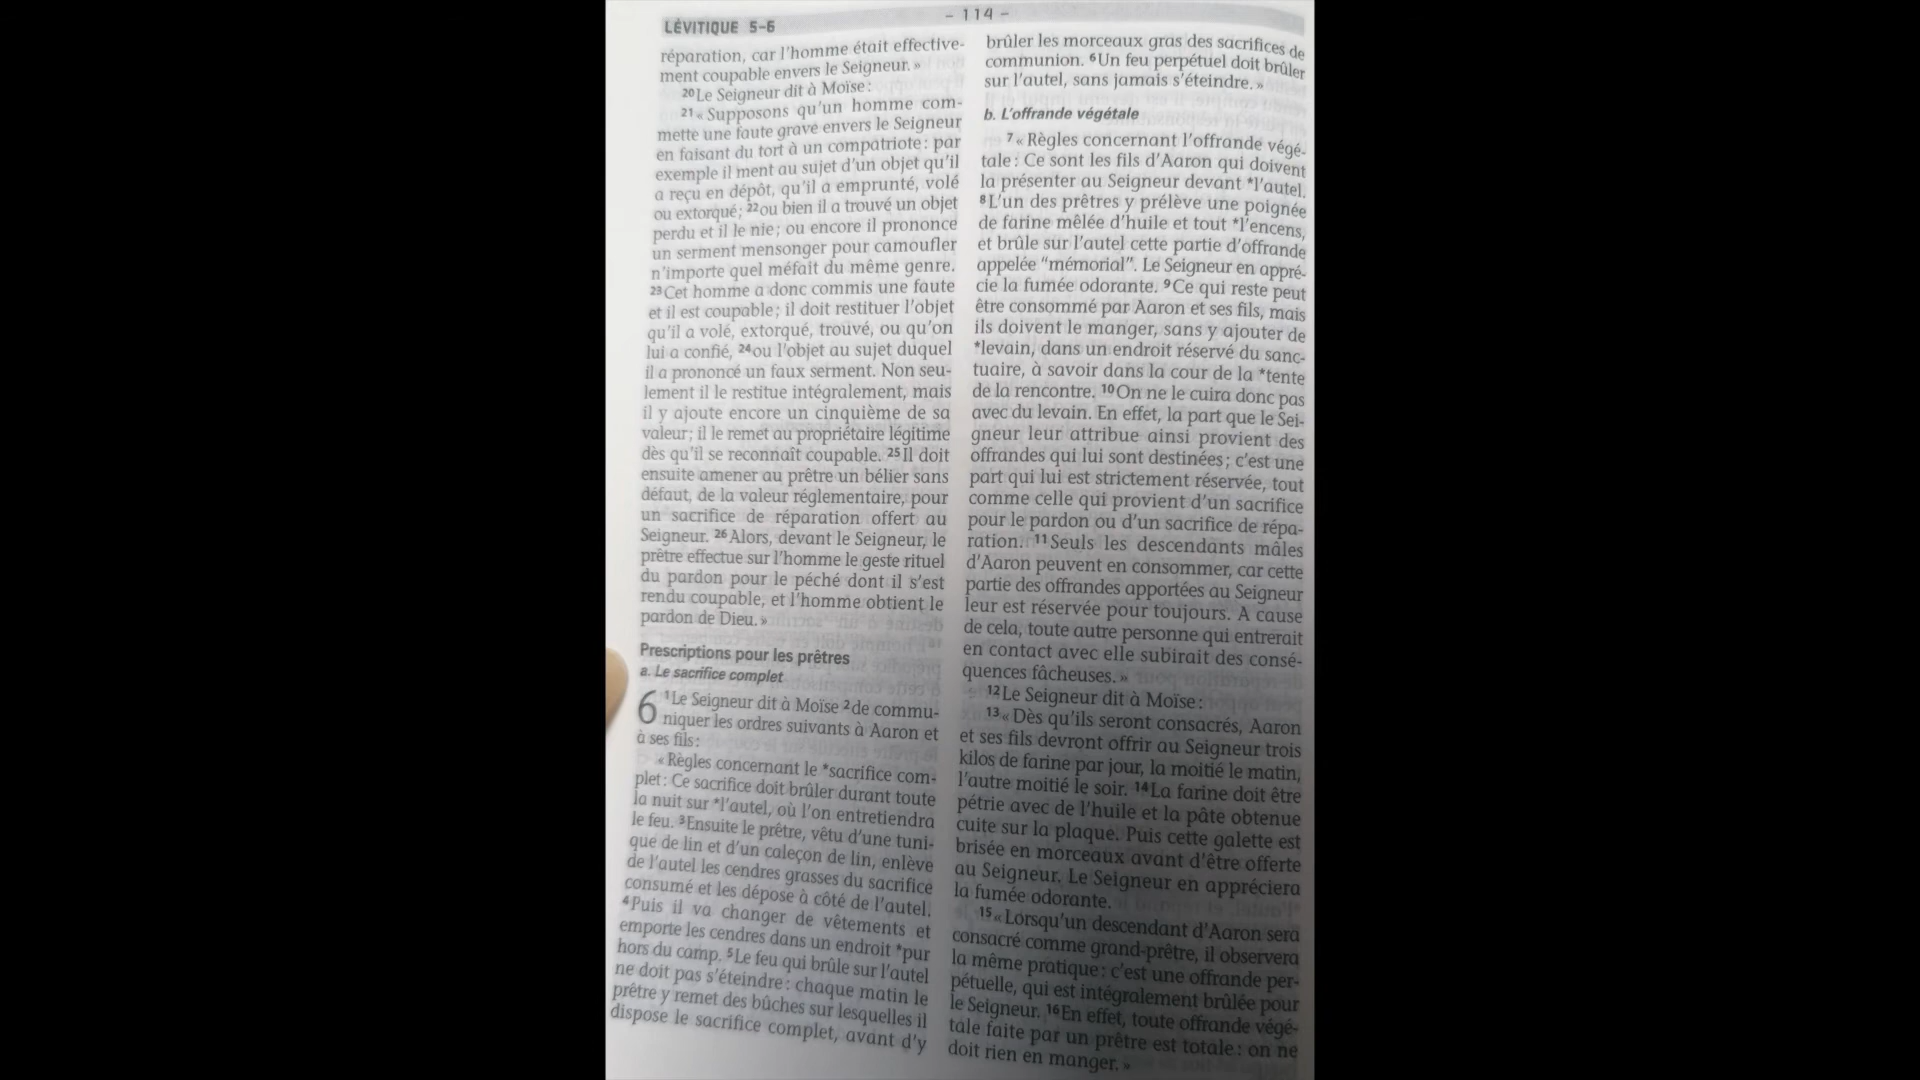 LÉVITIQUE 5-6
- 114 -
réparation, car l'homme était effective-
ment coupable envers le Seigneur. »
20Le Seigneur dit à Moïse :
21« Supposons qu'un homme com-
mette une faute grave envers le Seigneur
en faisant du tort à un compatriote : par
exemple il ment au sujet d'un objet qu'il
a reçu en dépôt, qu'il a emprunté, volé
ou extorqué ; 22ou bien il a trouvé un objet
perdu et il le nie ; ou encore il prononce
un serment mensonger pour camoufler
n'importe quel méfait du même genre.
23Cet homme a donc commis une faute
et il est coupable ; il doit restituer l'objet
qu'il a volé, extorqué, trouvé, ou qu'on
lui a confié, 24ou l'objet au sujet duquel
il a prononcé un faux serment. Non seu-
lement il le restitue intégralement, mais
il y ajoute encore un cinquième de sa
valeur ; il le remet au propriétaire légitime
dès qu'il se reconnaît coupable. 25Il doit
ensuite amener au prêtre un bélier sans
défaut, de la valeur réglementaire, pour
un sacrifice de réparation offert au
Seigneur. 26Alors, devant le Seigneur, le
prêtre effectue sur l'homme le geste rituel
du pardon pour le péché dont il s'est
rendu coupable, et l'homme obtient le
pardon de Dieu. »
Prescriptions pour les prêtres
a. Le sacrifice complet
6 1Le Seigneur dit à Moïse 2de commu-
niquer les ordres suivants à Aaron et
à ses fils :
« Règles concernant le *sacrifice com-
plet : Ce sacrifice doit brûler durant toute
la nuit sur *l'autel, où l'on entretiendra
le feu. 3Ensuite le prêtre, vêtu d'une tuni-
que de lin et d'un caleçon de lin, enlève
de l'autel les cendres grasses du sacrifice
consumé et les dépose à côté de l'autel.
4Puis il va changer de vêtements et
emporte les cendres dans un endroit *pur
hors du camp. 5Le feu qui brûle sur l'autel
ne doit pas s'éteindre : chaque matin le
prêtre y remet des bûches sur lesquelles il
dispose le sacrifice complet, avant d'y
brûler les morceaux gras des sacrifices de
communion. 6Un feu perpétuel doit brûler
sur l'autel, sans jamais s'éteindre. »
b. L'offrande végétale
7« Règles concernant l'offrande végé-
tale : Ce sont les fils d'Aaron qui doivent
la présenter au Seigneur devant *l'autel.
8L'un des prêtres y prélève une poignée
de farine mêlée d'huile et tout *l'encens,
et brûle sur l'autel cette partie d'offrande
appelée “mémorial”. Le Seigneur en appré-
cie la fumée odorante. 9Ce qui reste peut
être consommé par Aaron et ses fils, mais
ils doivent le manger, sans y ajouter de
*levain, dans un endroit réservé du sanc-
tuaire, à savoir dans la cour de la *tente
de la rencontre. 10On ne le cuira donc pas
avec du levain. En effet, la part que le Sei-
gneur leur attribue ainsi provient des
offrandes qui lui sont destinées ; c'est une
part qui lui est strictement réservée, tout
comme celle qui provient d'un sacrifice
pour le pardon ou d'un sacrifice de répa-
ration. 11Seuls les descendants mâles
d'Aaron peuvent en consommer, car cette
partie des offrandes apportées au Seigneur
leur est réservée pour toujours. A cause
de cela, toute autre personne qui entrerait
en contact avec elle subirait des consé-
quences fâcheuses. »
12Le Seigneur dit à Moïse :
13« Dès qu'ils seront consacrés, Aaron
et ses fils devront offrir au Seigneur trois
kilos de farine par jour, la moitié le matin,
l'autre moitié le soir. 14La farine doit être
pétrie avec de l'huile et la pâte obtenue
cuite sur la plaque. Puis cette galette est
brisée en morceaux avant d'être offerte
au Seigneur. Le Seigneur en appréciera
la fumée odorante.
15« Lorsqu'un descendant d'Aaron sera
consacré comme grand-prêtre, il observera
la même pratique : c'est une offrande per-
pétuelle, qui est intégralement brûlée pour
le Seigneur. 16En effet, toute offrande végé-
tale faite par un prêtre est totale : on ne
doit rien en manger. »